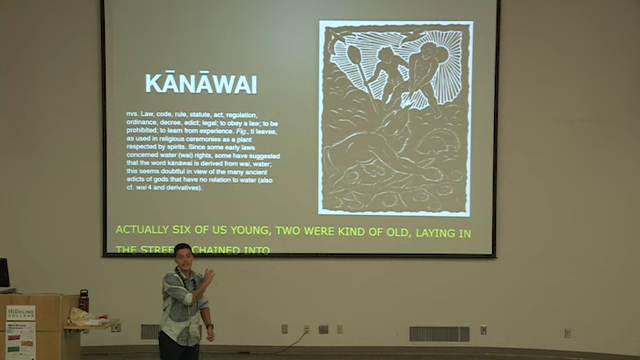 KĀNĀWAI
nvs. Law, code, rule, statute, act, regulation,
ordinance, decree, edict; legal; to obey a law; to be
prohibited; to learn from experience. Fig., ti leaves,
as used in religious ceremonies as a plant
respected by spirits. Since some early laws
concerned water (wai) rights, some have suggested
that the word kānāwai is derived from wai, water;
this seems doubtful in view of the many ancient
edicts of gods that have no relation to water (also
cf. wai 4 and derivatives).
ACTUALLY SIX OF US YOUNG, TWO WERE KIND OF OLD, LAYING IN
THE STREET CHAINED INTO
HIGHLINE
COLLEGE